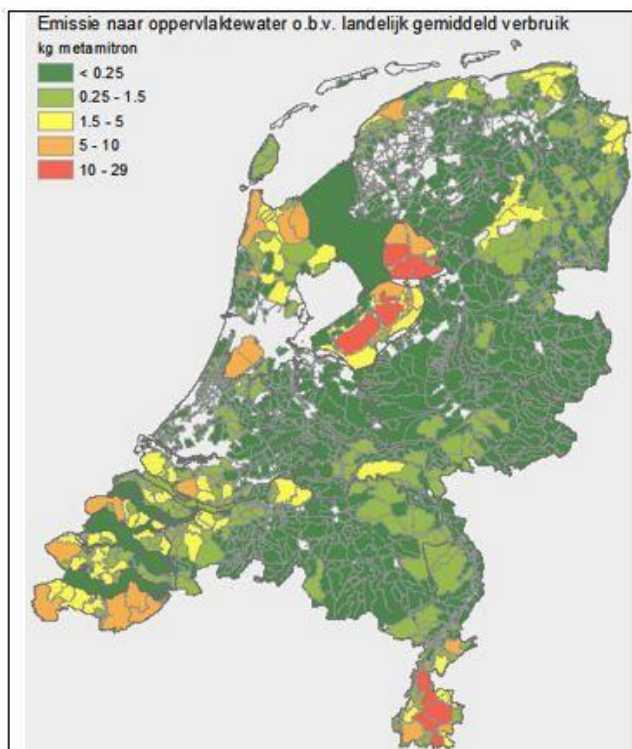 Emissie naar oppervlaktewater o.b.v. landelijk gemiddeld verbruik
kg metamitron
< 0.25
0.25 - 1.5
1.5 - 5
5 - 10
10 - 29